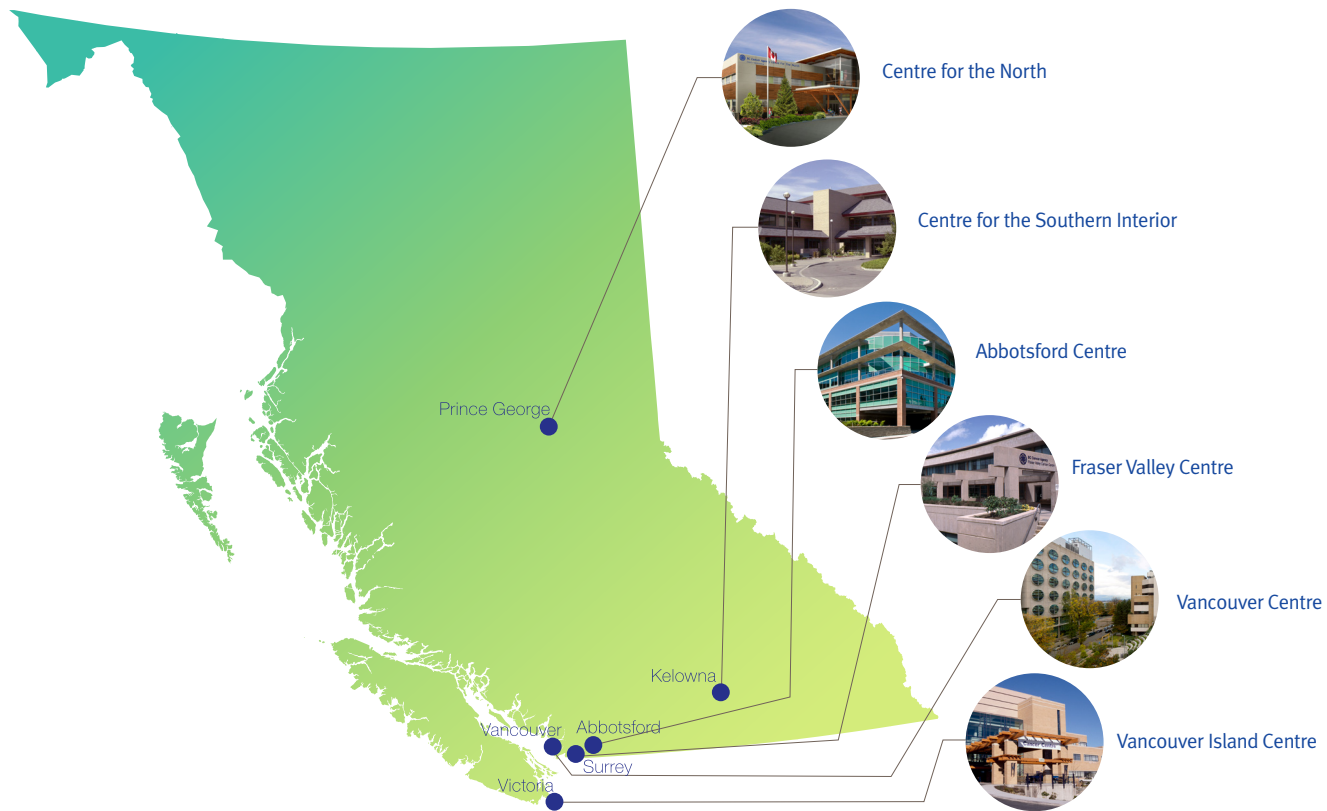 Centre for the North
Centre for the Southern Interior
Abbotsford Centre
Prince George
Fraser Valley Centre
Vancouver Centre
Kelowna
Vancouver
Abbotsford
Vancouver Island Centre
Surrey
Victoria